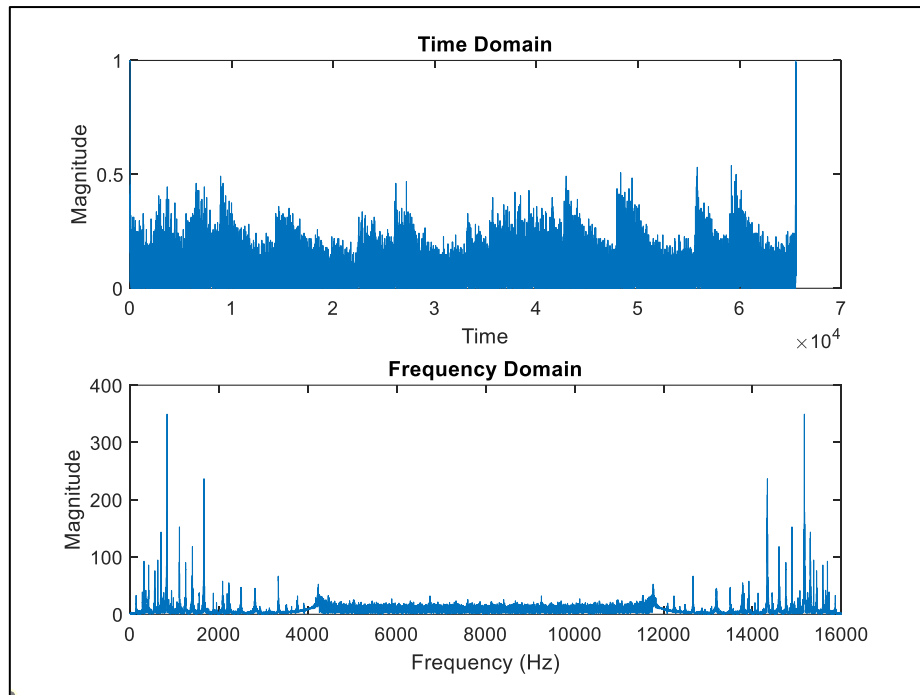 Time Domain
1
0.5
0
Magnitude
0 1 2 3 4 5 6 7
Time
×10⁴
Frequency Domain
400
300
200
100
0
Magnitude
0 2000 4000 6000 8000 10000 12000 14000 16000
Frequency (Hz)